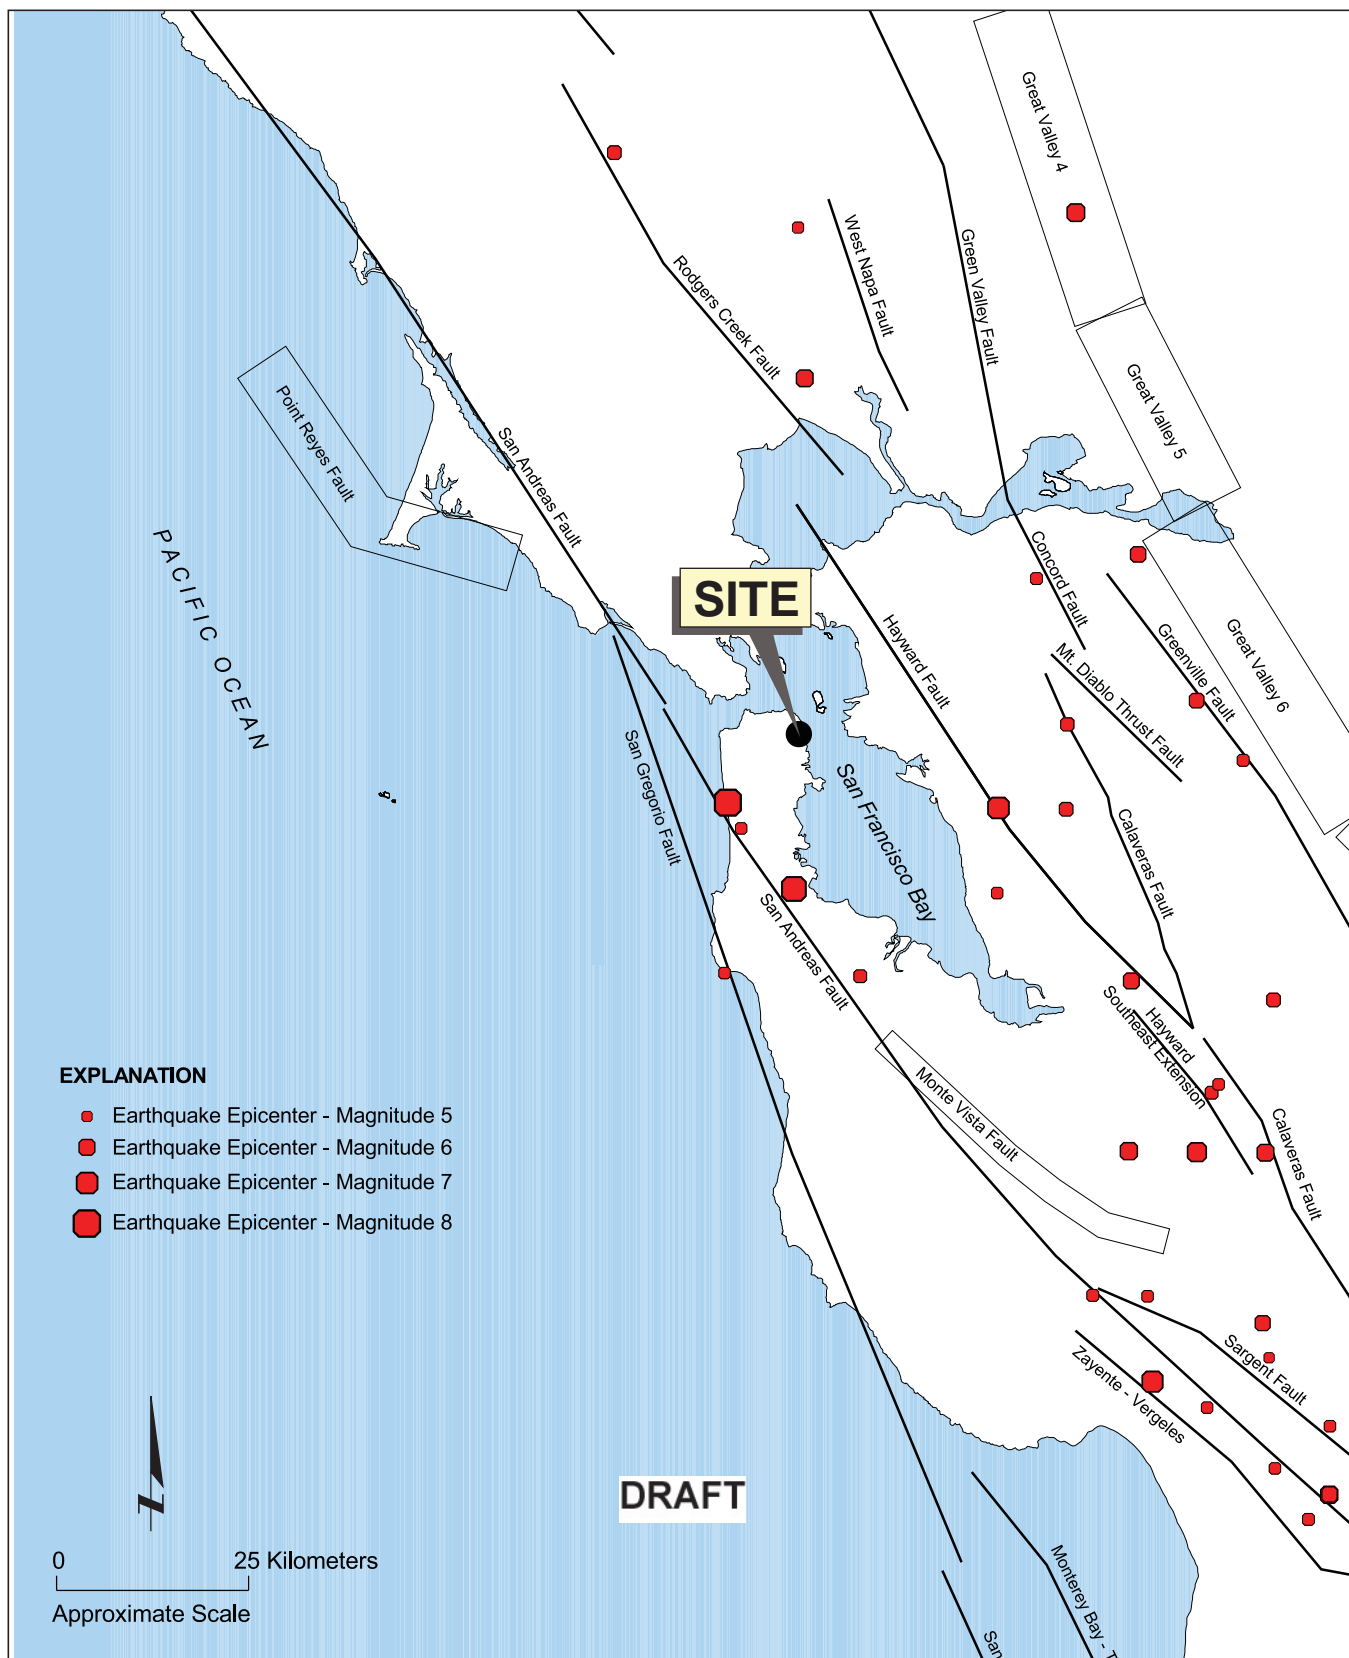 Great Valley 4
West Napa Fault
Green Valley Fault
Rodgers Creek Fault
Great Valley 5
Point Reyes Fault
San Andreas Fault
PACIFIC OCEAN
Concord Fault
SITE
Hayward Fault
Greenville Fault
Great Valley 6
Mt. Diablo Thrust Fault
San Gregorio Fault
San Francisco Bay
Calaveras Fault
San Andreas Fault
Hayward
Southeast Extension
Monte Vista Fault
Calaveras Fault
EXPLANATION
Earthquake Epicenter - Magnitude 5
Earthquake Epicenter - Magnitude 6
Earthquake Epicenter - Magnitude 7
Earthquake Epicenter - Magnitude 8
Sargent Fault
Zayente - Vergeles
DRAFT
Monterey Bay - T
San
0 25 Kilometers
Approximate Scale